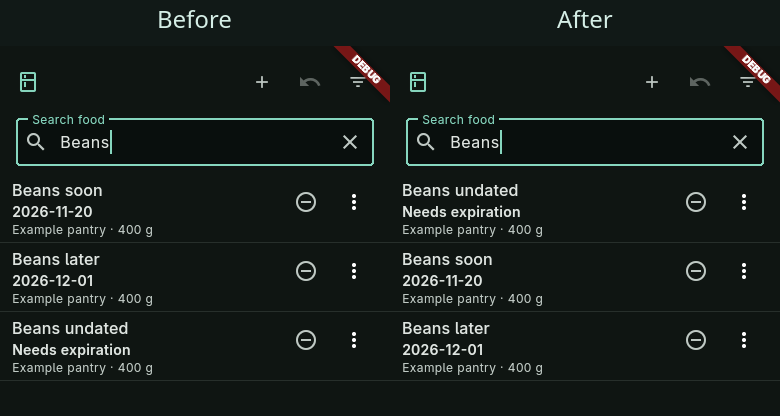 Before
DEBUG
Search food
Beans
Beans soon
2026-11-20
Example pantry · 400 g
Beans later
2026-12-01
Example pantry · 400 g
Beans undated
Needs expiration
Example pantry · 400 g
After
DEBUG
Search food
Beans
Beans undated
Needs expiration
Example pantry · 400 g
Beans soon
2026-11-20
Example pantry · 400 g
Beans later
2026-12-01
Example pantry · 400 g